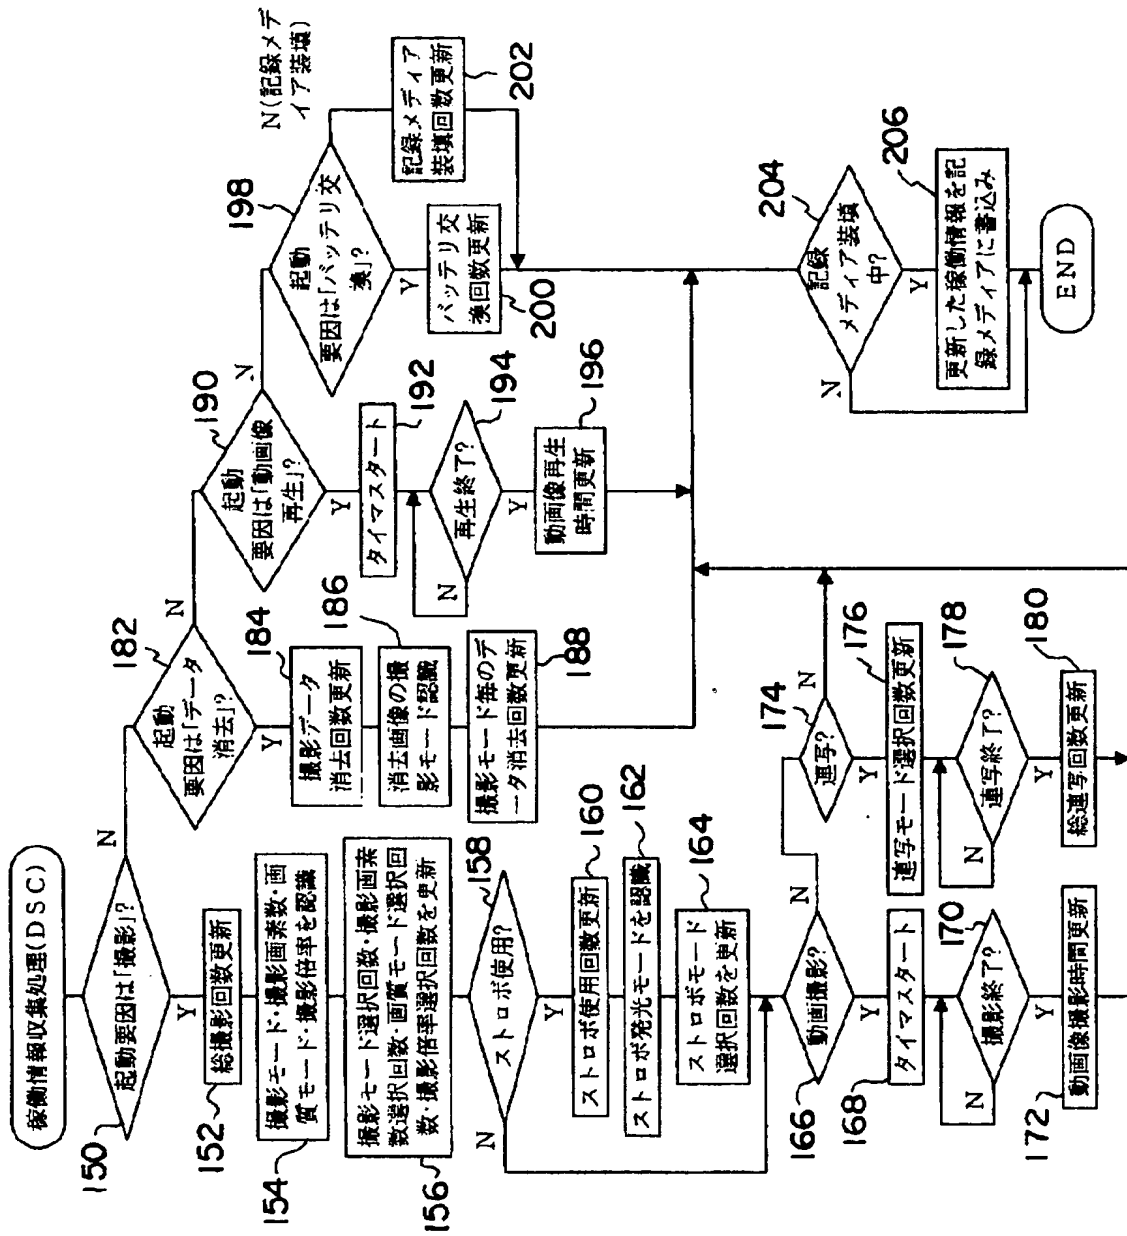 稼働情報収集処理(DSC)
150
起動要因は「撮影」?
N
Y
152
総撮影回数更新
154
撮影モード・撮影画素数・画
質モード・撮影倍率を認識
156
撮影モード選択回数・撮影画素
数選択回数・画質モード選択回
数・撮影倍率選択回数を更新
158
ストロボ使用?
N
Y
160
ストロボ使用回数更新
162
ストロボ発光モードを認識
164
ストロボモード
選択回数を更新
166
動画撮影?
N
Y
168
タイマスタート
170
撮影終了?
N
Y
172
動画像撮影時間更新
174
連写?
N
Y
176
連写モード選択回数更新
178
連写終了?
N
Y
180
総連写回数更新
182
起動
要因は「データ
消去」?
N
Y
184
撮影データ
消去回数更新
186
消去画像の撮
影モード認識
188
撮影モード毎のデ
ータ消去回数更新
190
起動
要因は「動画像
再生」?
N
Y
192
タイマスタート
194
再生終了?
N
Y
196
動画像再生
時間更新
198
起動
要因は「バッテリ交
換」?
N(記録メデ
ィア装填)
Y
200
バッテリ交
換回数更新
202
記録メディア
装填回数更新
204
記録
メディア装填
中?
N
Y
206
更新した稼働情報を記
録メディアに書込み
END